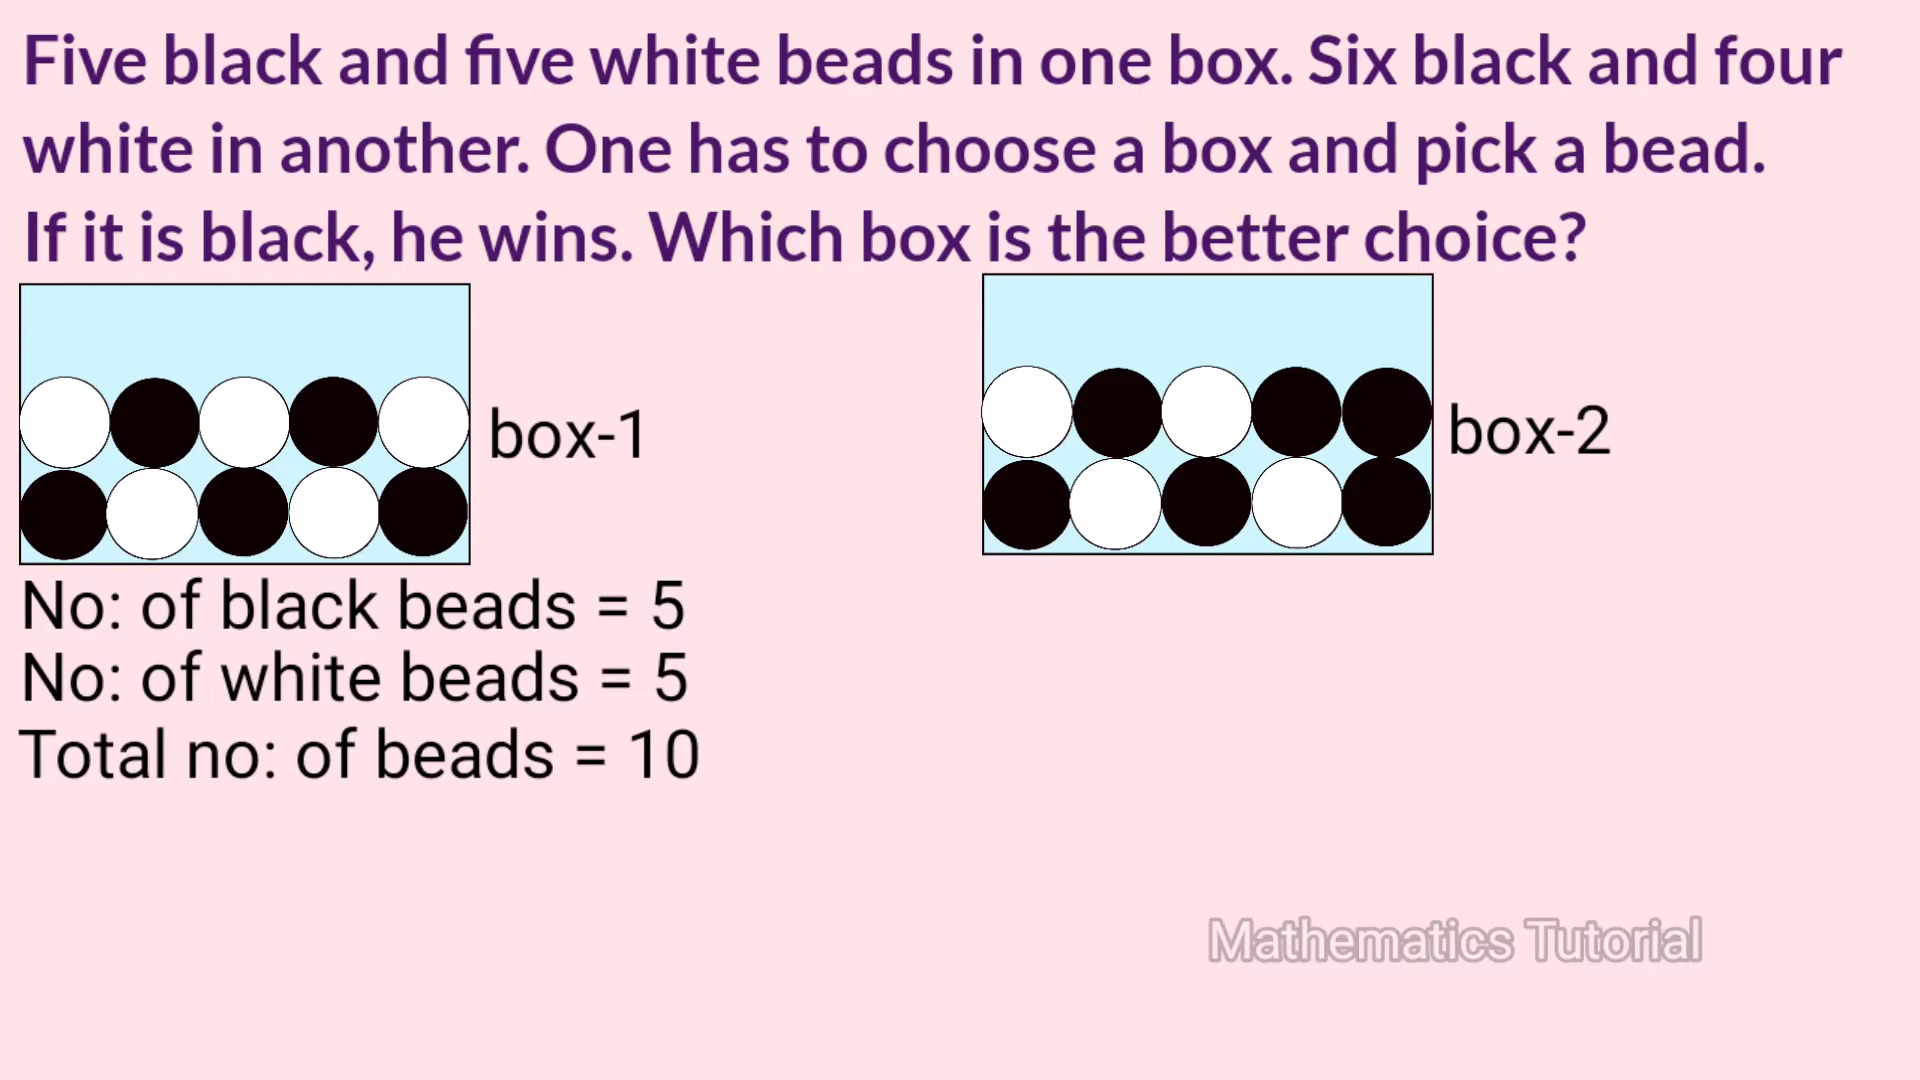 Five black and five white beads in one box. Six black and four
white in another. One has to choose a box and pick a bead.
If it is black, he wins. Which box is the better choice?
box-1
box-2
No: of black beads = 5
No: of white beads = 5
Total no: of beads = 10
Mathematics Tutorial